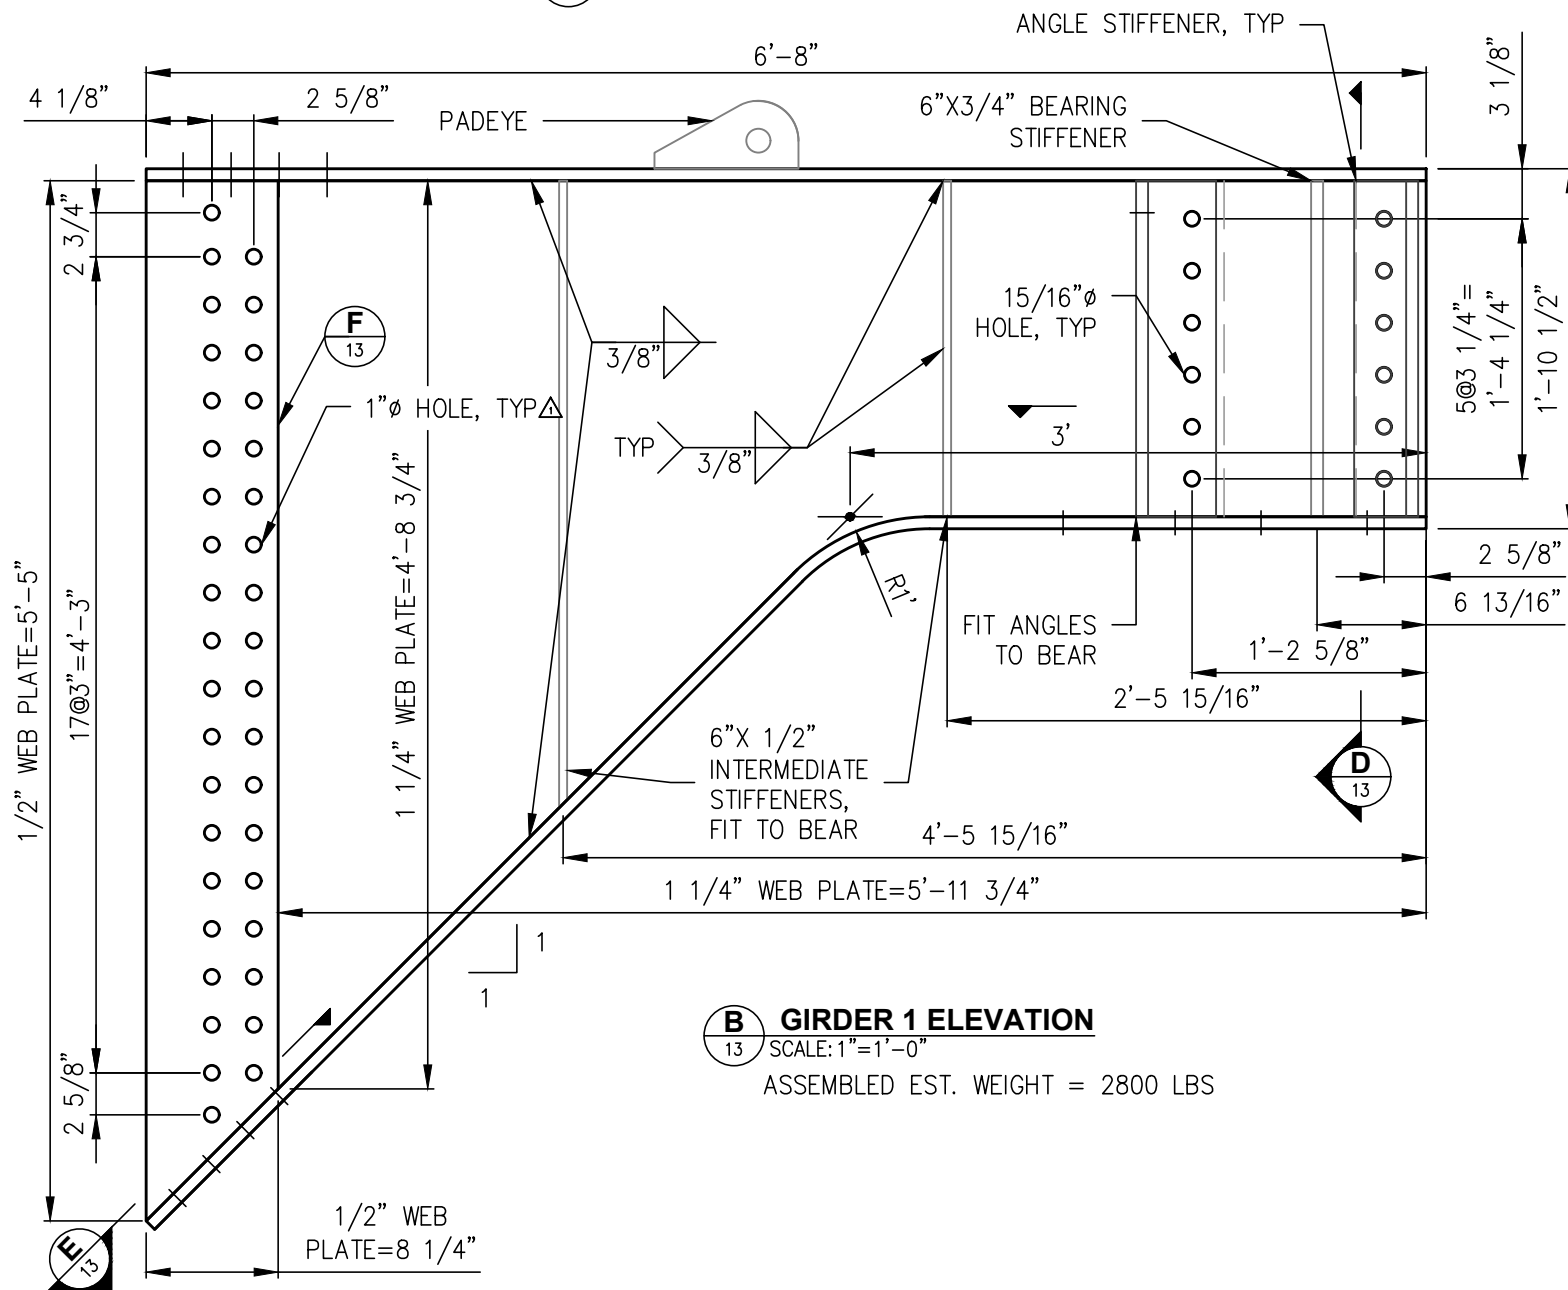 ANGLE STIFFENER, TYP
6’-8”
4 1/8”
2 5/8”
PADEYE
6”X3/4” BEARING
STIFFENER
3 1/8”
2 3/4”
F
13
3/8”
15/16”ø
HOLE, TYP
5@3 1/4”=
1’-4 1/4”
1’-10 1/2”
1”ø HOLE, TYP
1
TYP
3/8”
3’
1/2” WEB PLATE=5’-5”
17@3”=4’-3”
1 1/4” WEB PLATE=4’-8 3/4”
R1’
2 5/8”
6 13/16”
FIT ANGLES
TO BEAR
1’-2 5/8”
2’-5 15/16”
6”X 1/2”
INTERMEDIATE
STIFFENERS,
FIT TO BEAR
D
13
4’-5 15/16”
1 1/4” WEB PLATE=5’-11 3/4”
1
1
B
13
GIRDER 1 ELEVATION
SCALE: 1”=1’-0”
ASSEMBLED EST. WEIGHT = 2800 LBS
2 5/8”
1/2” WEB
PLATE=8 1/4”
E
13